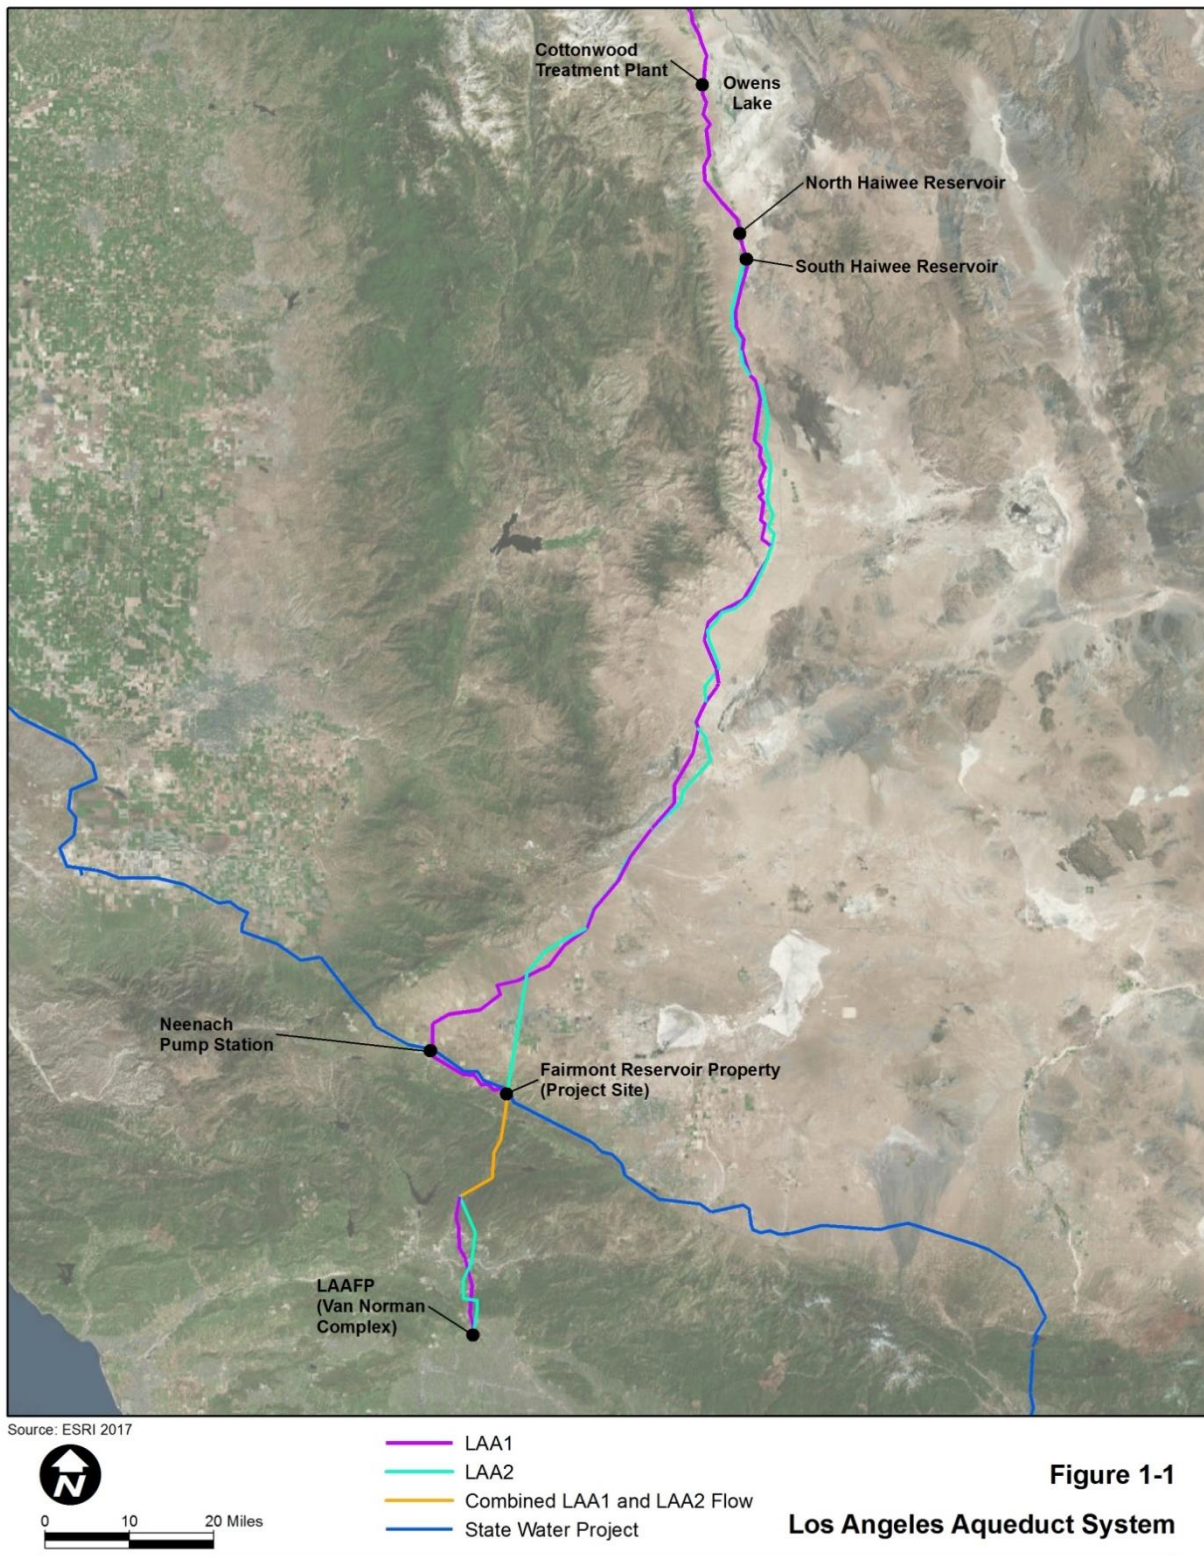 Cottonwood
Treatment Plant
Owens
Lake
North Haiwee Reservoir
South Haiwee Reservoir
Neenach
Pump Station
Fairmont Reservoir Property
(Project Site)
LAAFP
(Van Norman
Complex)
Source: ESRI 2017
N
0 10 20 Miles
LAA1
LAA2
Combined LAA1 and LAA2 Flow
State Water Project
Figure 1-1
Los Angeles Aqueduct System